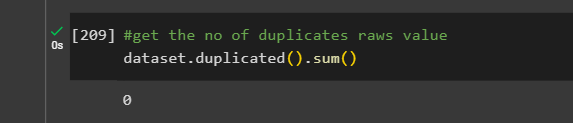 [209] #get the no of duplicates raws value
0s
dataset.duplicated().sum()
0